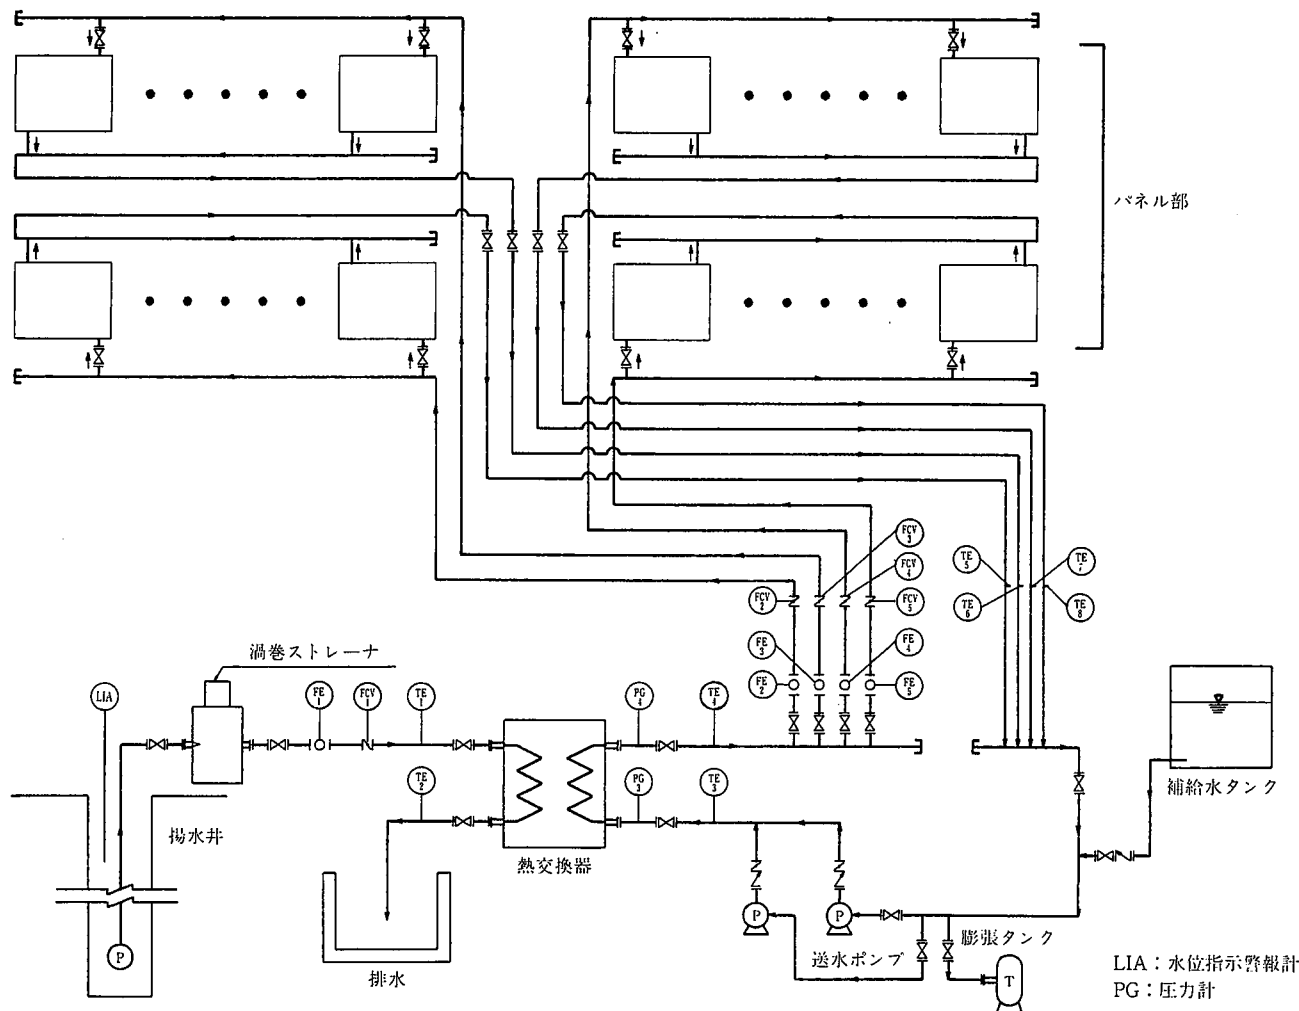 パネル部
FCV 3
FCV 4
FCV 2
FCV 5
TE 5
TE 7
TE 6
TE 8
FE 3
FE 4
FE 2
FE 5
渦巻ストレーナ
LIA
FE 1
FCV 1
TE 1
PG 4
TE 4
TE 2
PG 3
TE 3
補給水タンク
揚水井
熱交換器
P
P
P
膨張タンク
送水ポンプ
T
排水
LIA：水位指示警報計
PG：圧力計